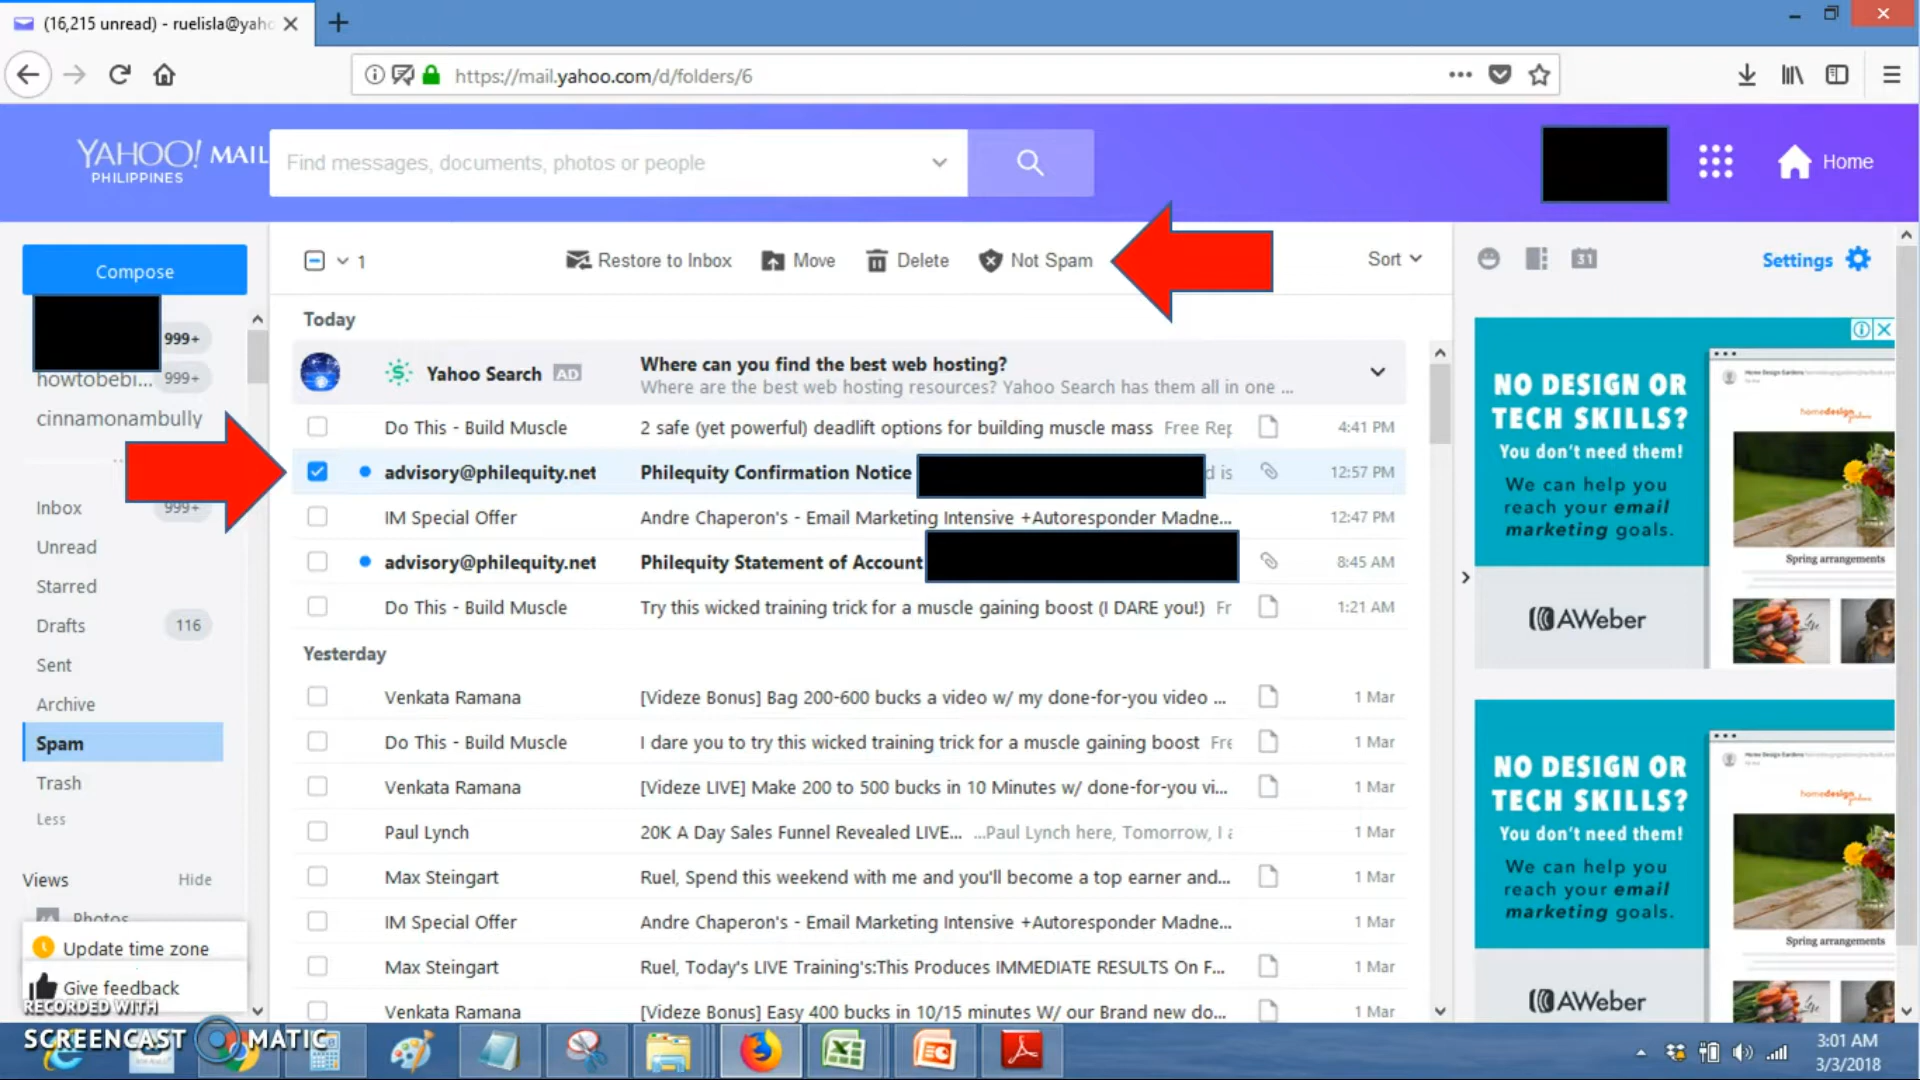 (16,215 unread) - ruelisla@yaho
https://mail.yahoo.com/d/folders/6
YAHOO! MAIL
PHILIPPINES
Find messages, documents, photos or people
Home
Compose
999+
howtobebi... 999+
cinnamonambully
Inbox 999+
Unread
Starred
Drafts 116
Sent
Archive
Spam
Trash
Less
Views Hide
Photos
Update time zone
Give feedback
1 Restore to Inbox Move Delete Not Spam Sort
Today
Yahoo Search AD Where can you find the best web hosting?
Where are the best web hosting resources? Yahoo Search has them all in one ...
Do This - Build Muscle 2 safe (yet powerful) deadlift options for building muscle mass Free Rep 4:41 PM
advisory@philequity.net Philequity Confirmation Notice d is 12:57 PM
IM Special Offer Andre Chaperon's - Email Marketing Intensive +Autoresponder Madne... 12:47 PM
advisory@philequity.net Philequity Statement of Account 8:45 AM
Do This - Build Muscle Try this wicked training trick for a muscle gaining boost (I DARE you!) Fr 1:21 AM
Yesterday
Venkata Ramana [Videze Bonus] Bag 200-600 bucks a video w/ my done-for-you video ... 1 Mar
Do This - Build Muscle I dare you to try this wicked training trick for a muscle gaining boost Fre 1 Mar
Venkata Ramana [Videze LIVE] Make 200 to 500 bucks in 10 Minutes w/ done-for-you vi... 1 Mar
Paul Lynch 20K A Day Sales Funnel Revealed LIVE... ...Paul Lynch here, Tomorrow, I a 1 Mar
Max Steingart Ruel, Spend this weekend with me and you'll become a top earner and... 1 Mar
IM Special Offer Andre Chaperon's - Email Marketing Intensive +Autoresponder Madne... 1 Mar
Max Steingart Ruel, Today's LIVE Training's:This Produces IMMEDIATE RESULTS On F... 1 Mar
Venkata Ramana [Videze Bonus] Easy 400 bucks in 10/15 minutes W/ our Brand new do... 1 Mar
31 Settings
NO DESIGN OR
TECH SKILLS?
You don't need them!
We can help you
reach your email
marketing goals.
AWeber
homedesign
Spring arrangements
NO DESIGN OR
TECH SKILLS?
You don't need them!
We can help you
reach your email
marketing goals.
AWeber
homedesign
Spring arrangements
RECORDED WITH
SCREENCAST MATIC
3:01 AM
3/3/2018